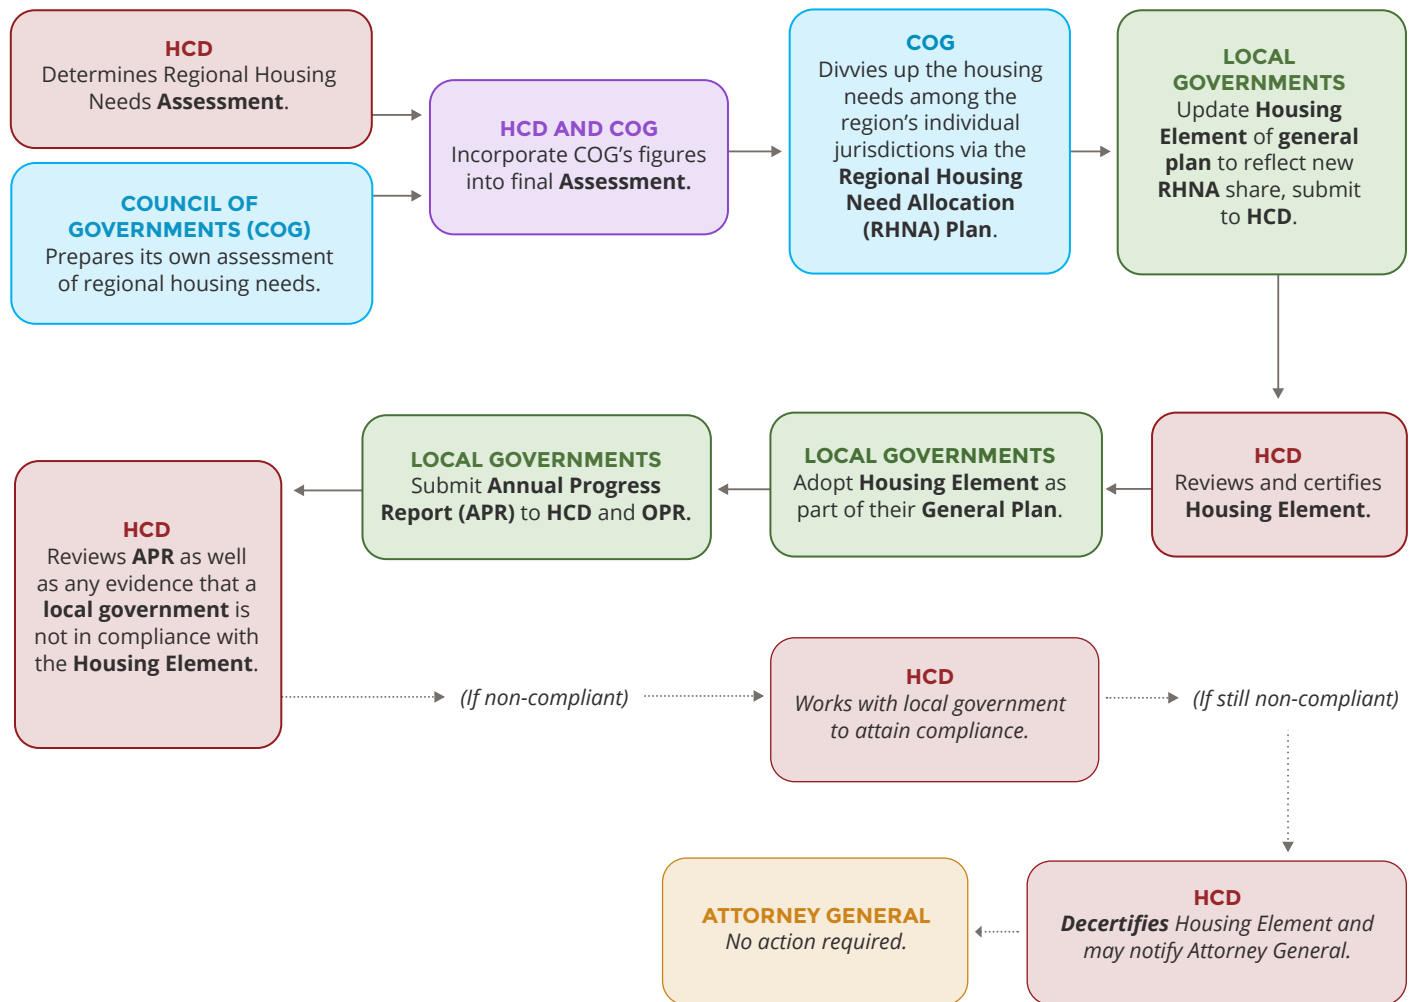 HCD
Determines Regional Housing
Needs Assessment.
COUNCIL OF
GOVERNMENTS (COG)
Prepares its own assessment
of regional housing needs.
HCD AND COG
Incorporate COG’s figures
into final Assessment.
COG
Divvies up the housing
needs among the
region’s individual
jurisdictions via the
Regional Housing
Need Allocation
(RHNA) Plan.
LOCAL
GOVERNMENTS
Update Housing
Element of general
plan to reflect new
RHNA share, submit
to HCD.
HCD
Reviews and certifies
Housing Element.
LOCAL GOVERNMENTS
Adopt Housing Element as
part of their General Plan.
LOCAL GOVERNMENTS
Submit Annual Progress
Report (APR) to HCD and OPR.
HCD
Reviews APR as well
as any evidence that a
local government is
not in compliance with
the Housing Element.
(If non-compliant)
HCD
Works with local government
to attain compliance.
(If still non-compliant)
HCD
Decertifies Housing Element and
may notify Attorney General.
ATTORNEY GENERAL
No action required.